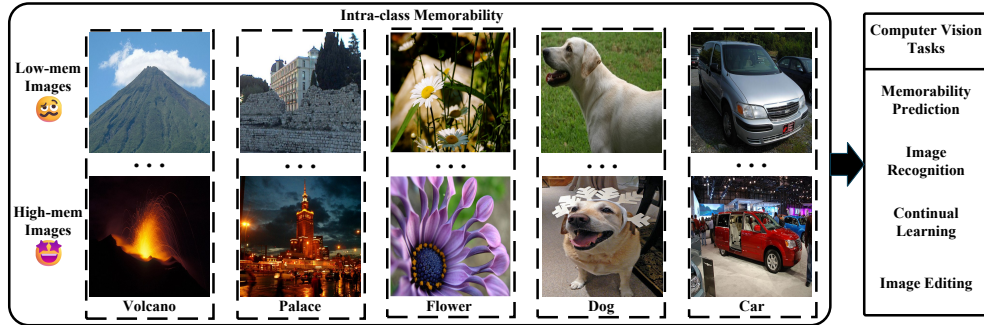 Intra-class Memorability
Low-mem
Images
High-mem
Images
Volcano
Palace
Flower
Dog
Car
Computer Vision
Tasks
Memorability
Prediction
Image
Recognition
Continual
Learning
Image Editing